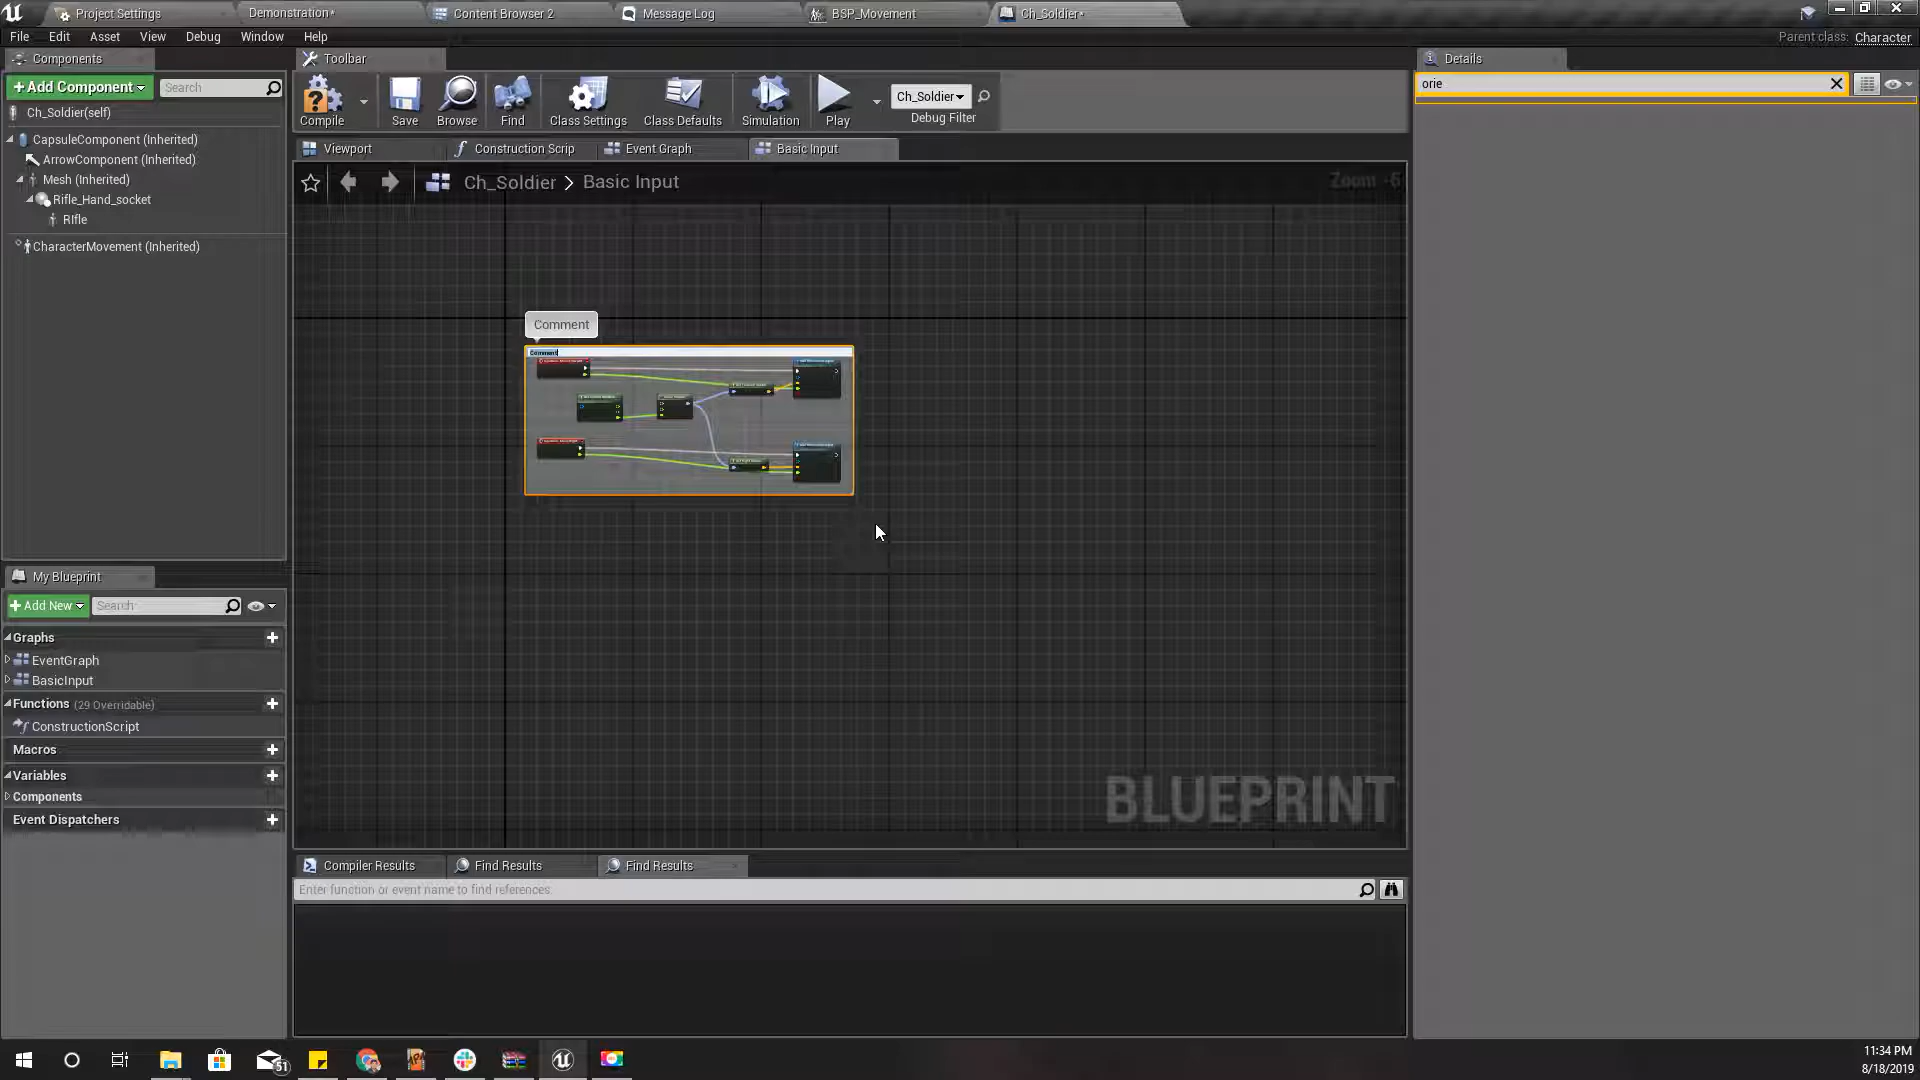 Project Settings
Demonstration*
Content Browser 2
Message Log
BSP_Movement
Ch_Soldier*
File Edit Asset View Debug Window Help
Parent class: Character
Components
+Add Component
Search
Ch_Soldier(self)
CapsuleComponent (Inherited)
ArrowComponent (Inherited)
Mesh (Inherited)
Rifle_Hand_socket
RIfle
CharacterMovement (Inherited)
Toolbar
Compile
Save
Browse
Find
Class Settings
Class Defaults
Simulation
Play
Ch_Soldier
Debug Filter
Viewport
Construction Scrip
Event Graph
Basic Input
Ch_Soldier > Basic Input
Zoom -6
Comment
Comment
BLUEPRINT
Details
orie
My Blueprint
+Add New
Search
Graphs
EventGraph
BasicInput
Functions (29 Overridable)
ConstructionScript
Macros
Variables
Components
Event Dispatchers
Compiler Results
Find Results
Find Results
Enter function or event name to find references.
51
11:34 PM
8/18/2019